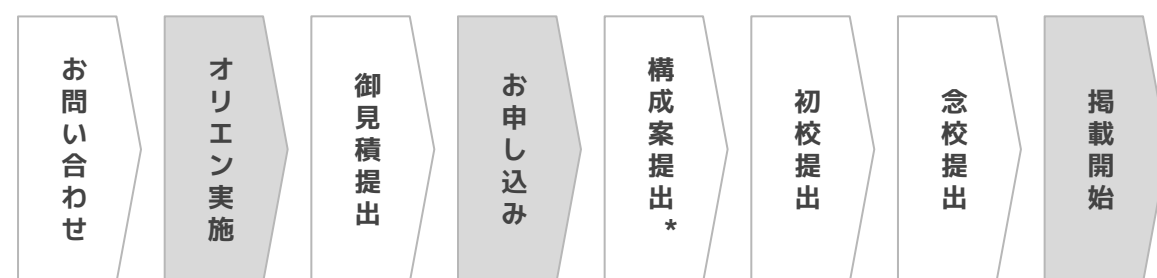 お問い合わせ
オリエン実施
御見積提出
お申し込み
構成案提出*
初校提出
念校提出
掲載開始